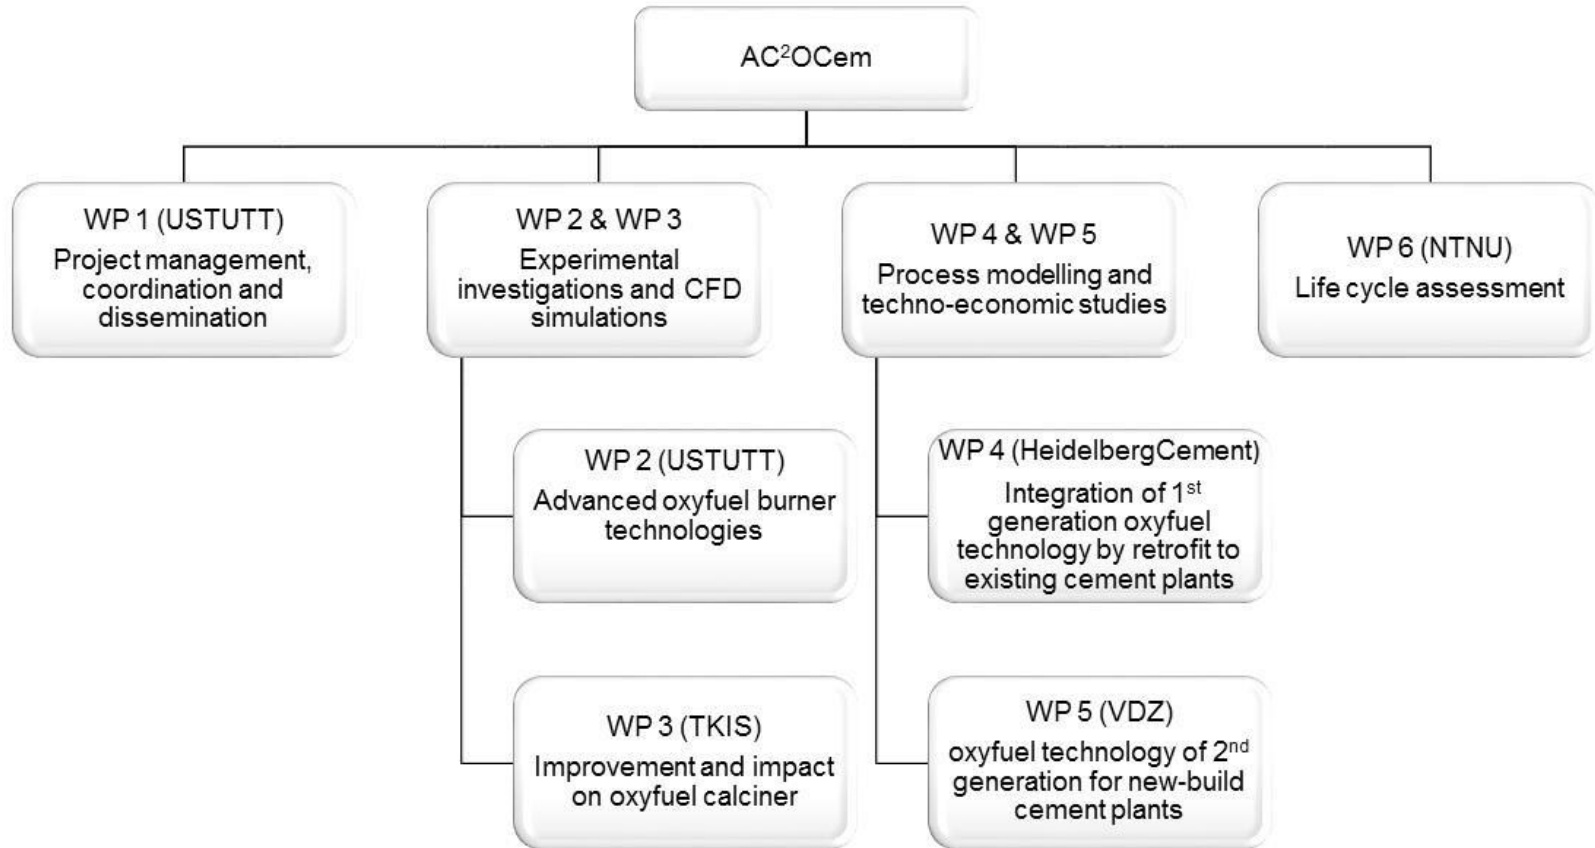 AC²OCem
WP 1 (USTUTT)
Project management,
coordination and
dissemination
WP 2 & WP 3
Experimental
investigations and CFD
simulations
WP 4 & WP 5
Process modelling and
techno-economic studies
WP 6 (NTNU)
Life cycle assessment
WP 2 (USTUTT)
Advanced oxyfuel burner
technologies
WP 3 (TKIS)
Improvement and impact
on oxyfuel calciner
WP 4 (HeidelbergCement)
Integration of 1st
generation oxyfuel
technology by retrofit to
existing cement plants
WP 5 (VDZ)
oxyfuel technology of 2nd
generation for new-build
cement plants